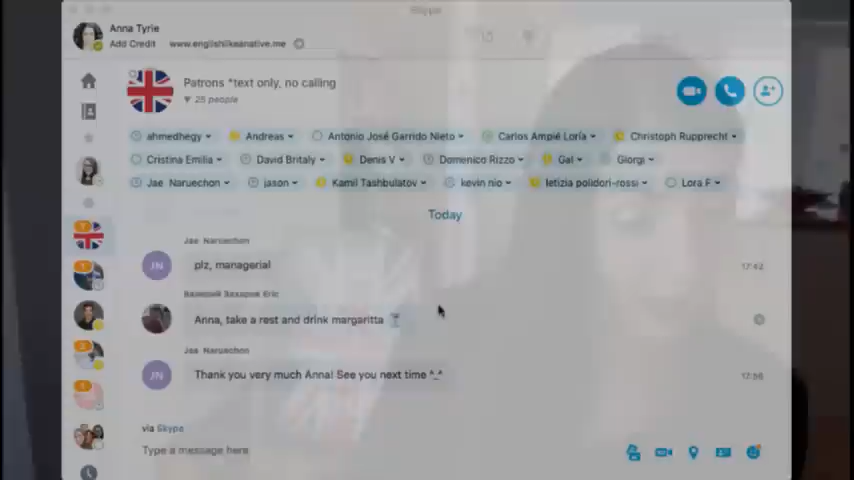 Skype
Anna Tyrie
Add Credit www.englishlikeanative.me
Patrons *text only, no calling
25 people
ahmedhegy Andreas Antonio José Garrido Nieto Carlos Ampié Loría Christoph Rupprecht
Cristina Emilia David Britaly Denis V Domenico Rizzo Gal Giorgi
Jae Naruechon jason Kamil Tashbulatov kevin nio letizia polidori-rossi Lora F
Today
Jae Naruechon
JN plz, managerial 17:42
Захаров Eric
Anna, take a rest and drink margaritta
Jae Naruechon
JN Thank you very much Anna! See you next time ^_^ 17:56
via Skype
Type a message here